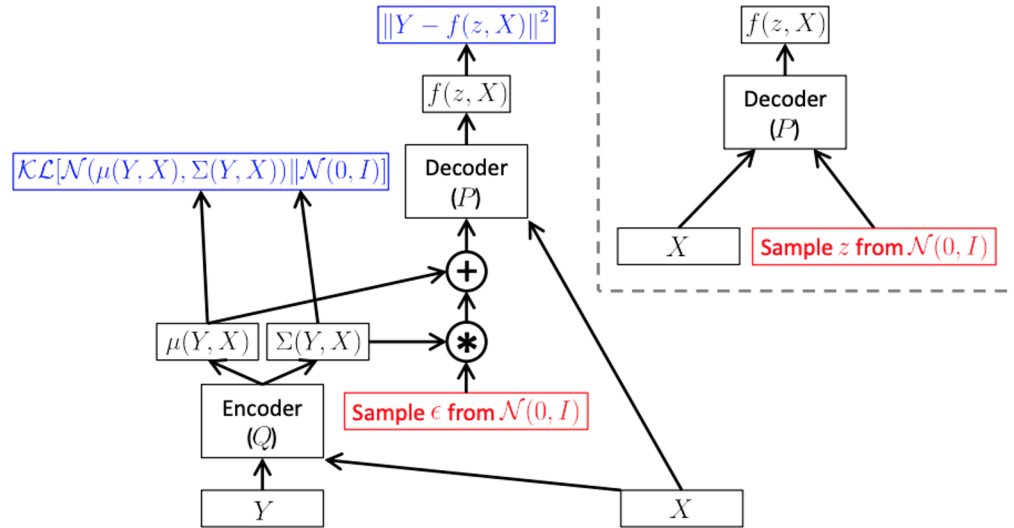 ‖Y − f(z, X)‖²
f(z, X)
Decoder
(P)
𝒦ℒ[𝒩(μ(Y, X), Σ(Y, X))‖𝒩(0, I)]
+
*
μ(Y, X)
Σ(Y, X)
Encoder
(Q)
Sample ϵ from 𝒩(0, I)
Y
X
f(z, X)
Decoder
(P)
X
Sample z from 𝒩(0, I)